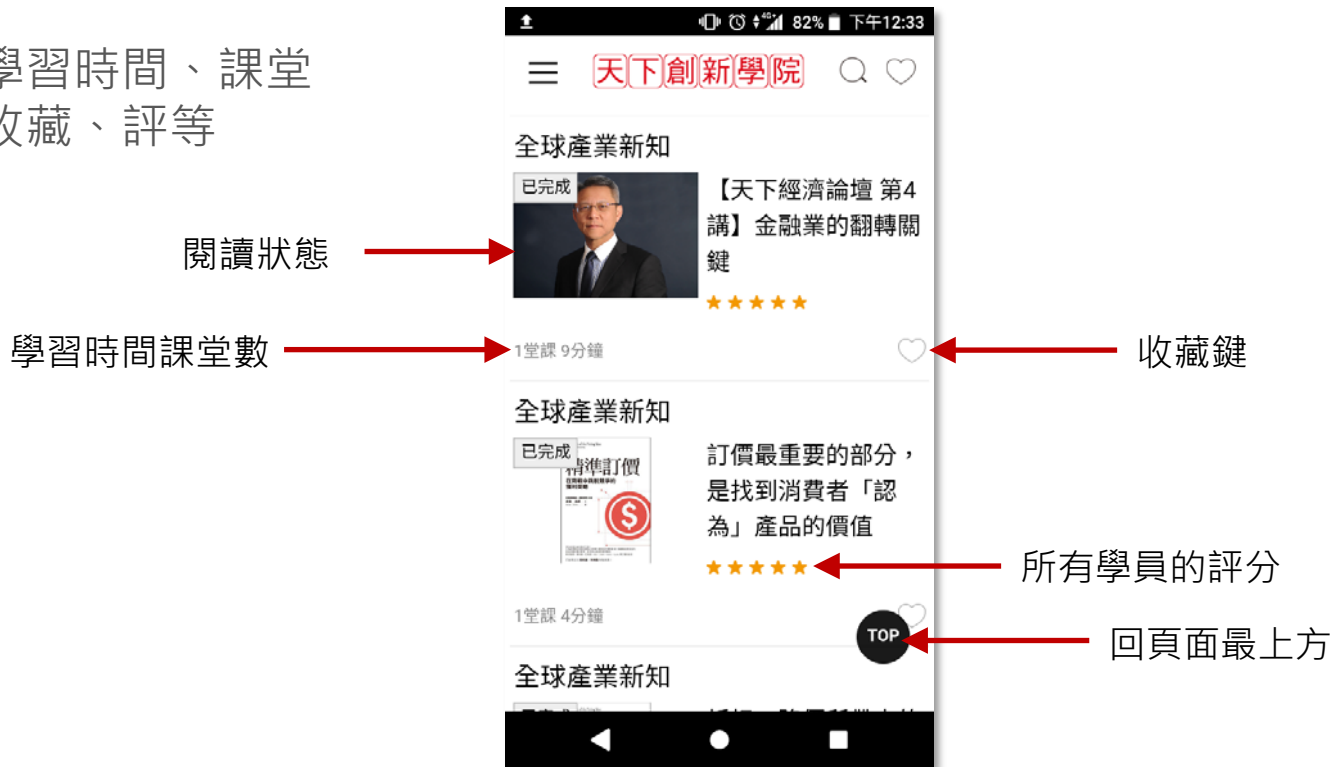 學習時間、課堂
收藏、評等
82% 下午12:33
天下創新學院
全球產業新知
已完成
【天下經濟論壇 第4
講】金融業的翻轉關
鍵
閱讀狀態
學習時間課堂數
1堂課 9分鐘
收藏鍵
全球產業新知
已完成
精準訂價
訂價最重要的部分，
是找到消費者「認
為」產品的價值
所有學員的評分
1堂課 4分鐘
TOP
回頁面最上方
全球產業新知